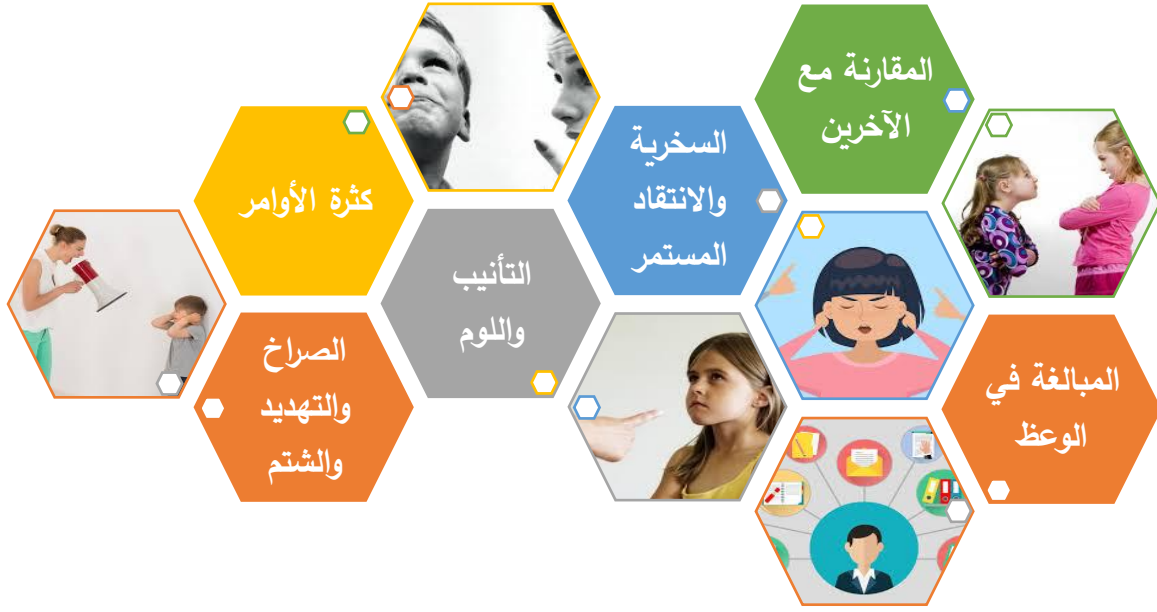 المقارنة مع
الآخرين
السخرية
والانتقاد
المستمر
كثرة الأوامر
التأنيب
واللوم
الصراخ
والتهديد
والشتم
المبالغة في
الوعظ